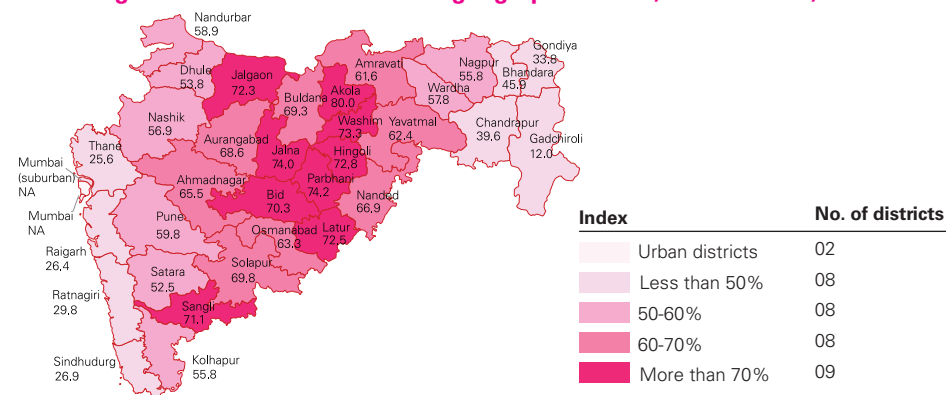 Nandurbar
58.9
Dhule
53.8
Jalgaon
72.3
Buldana
69.3
Akola
80.0
Amravati
61,6
Wardha
57.8
Nagpur
55.8
Bhandara
45.9
Gondiya
33.8
Nashik
56.9
Aurangabad
68.6
Jalna
74.0
Washim
73.3
Yavatmal
62.4
Chandrapur
39.6
Gadchiroli
12.0
Thane
25.6
Hingoli
72,8
Parbhani
74,2
Nanded
66.9
Mumbai
(suburban)
NA
Mumbai
NA
Ahmadnagar
65.5
Bid
70.3
Pune
59.8
Osmanabad
63.3
Latur
72.5
Raigarh
26,4
Satara
52.5
Solapur
69.8
Ratnagiri
29.8
Sangli
71.1
Sindhudurg
26.9
Kolhapur
55.8
Index No. of districts
Urban districts 02
Less than 50% 08
50-60% 08
60-70% 08
More than 70% 09